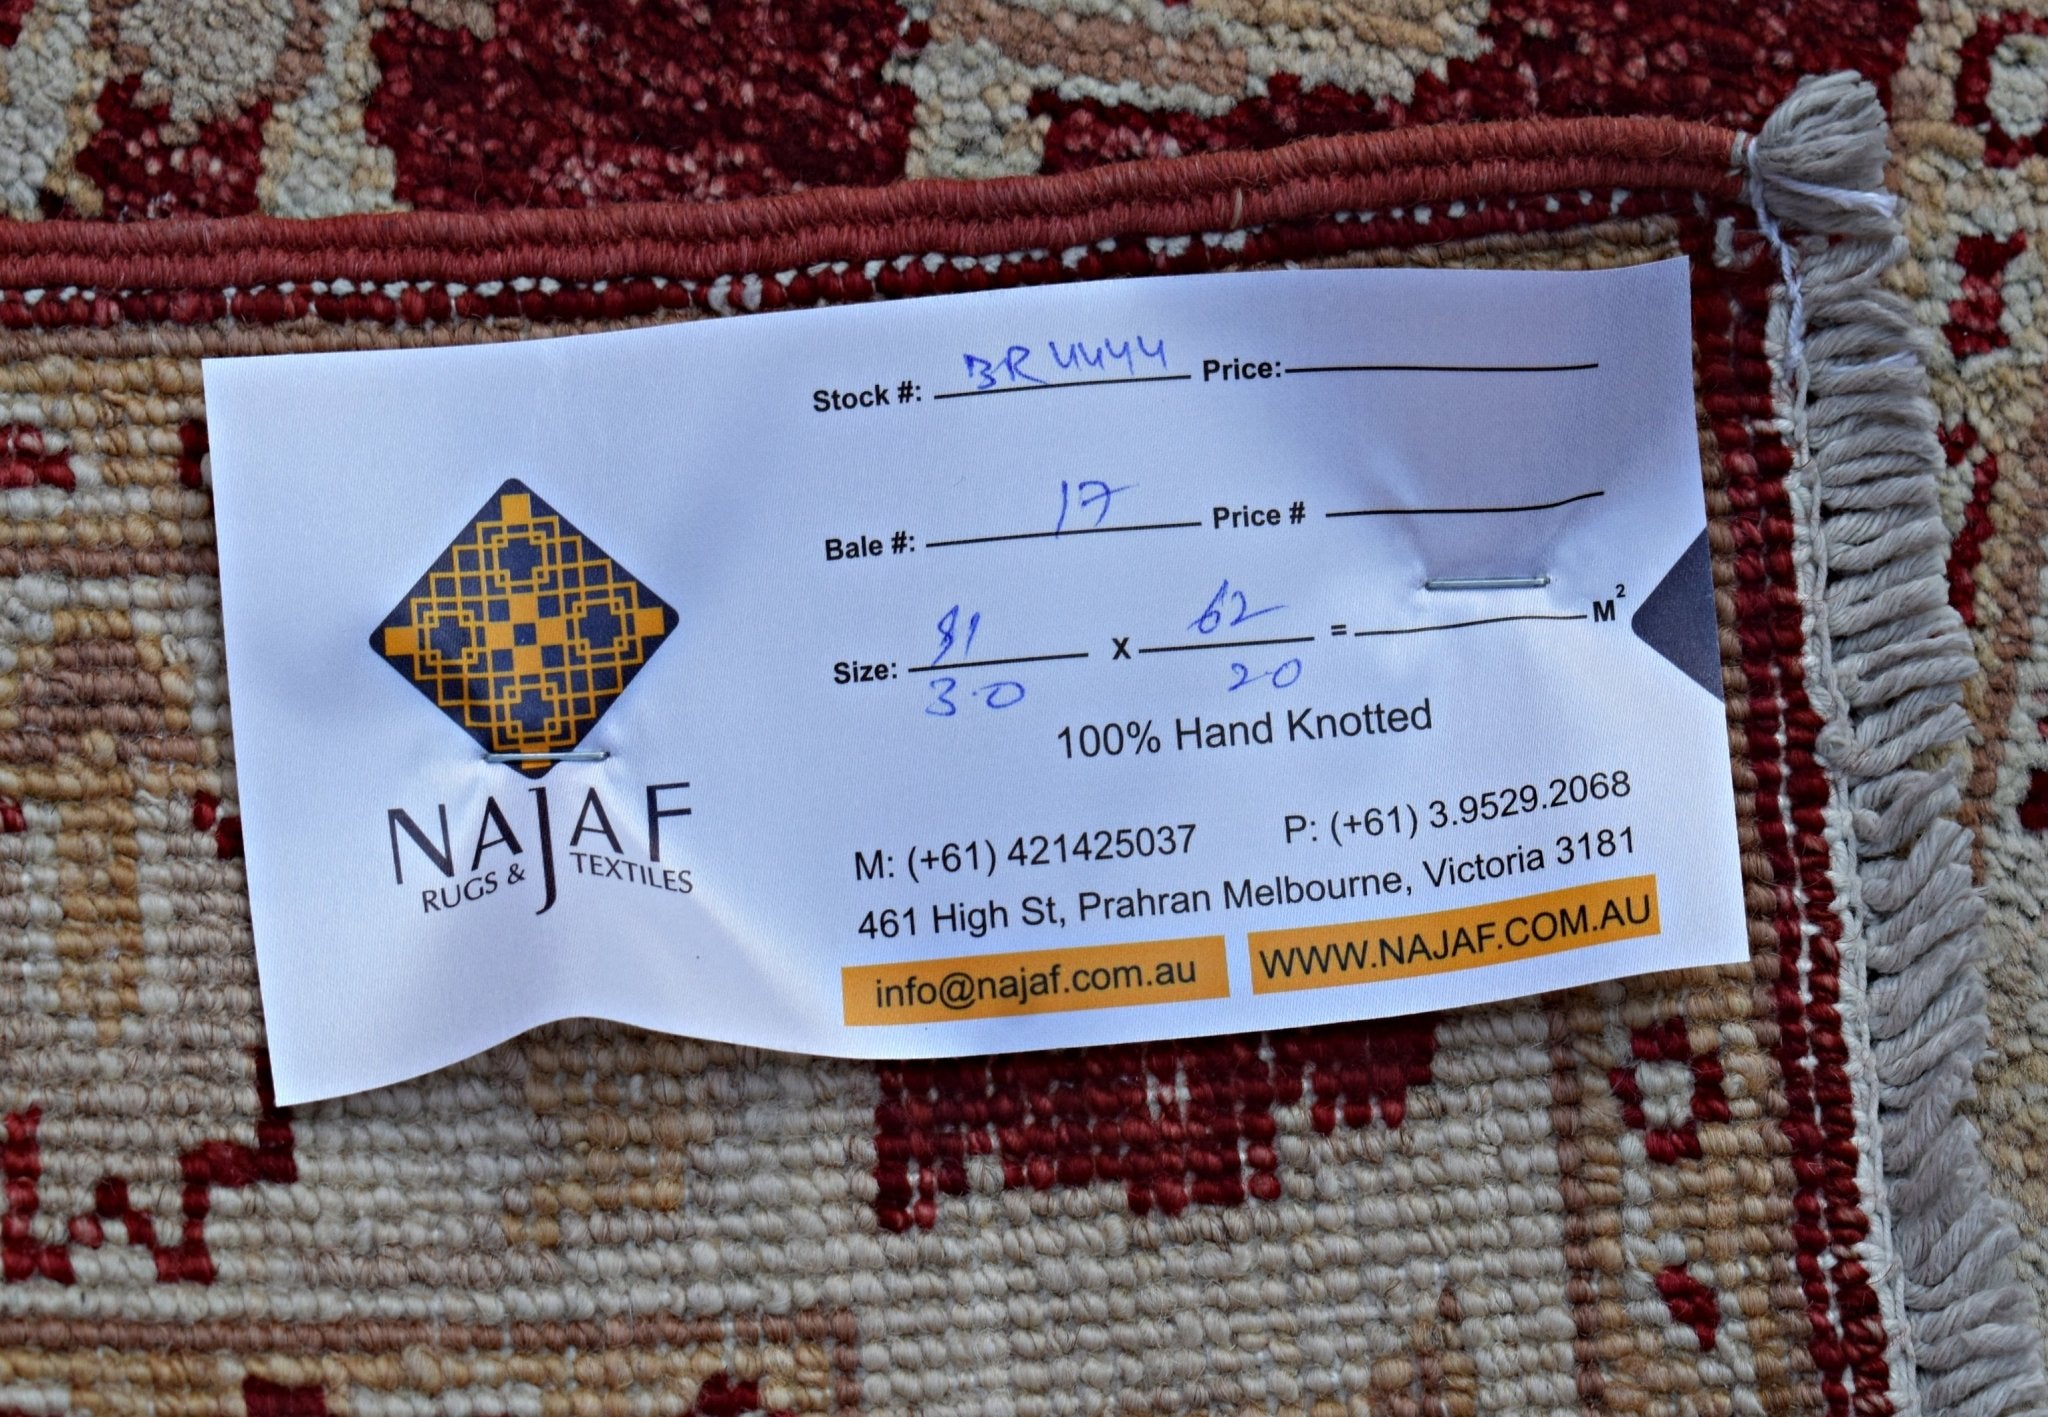 Stock #: BR 4444 Price:
Bale #: 17 Price #
Size: 91 x 62 = M²
3.0 2.0
100% Hand Knotted
M: (+61) 421425037 P: (+61) 3.9529.2068
461 High St, Prahran Melbourne, Victoria 3181
info@najaf.com.au WWW.NAJAF.COM.AU
NAJAF
RUGS & TEXTILES